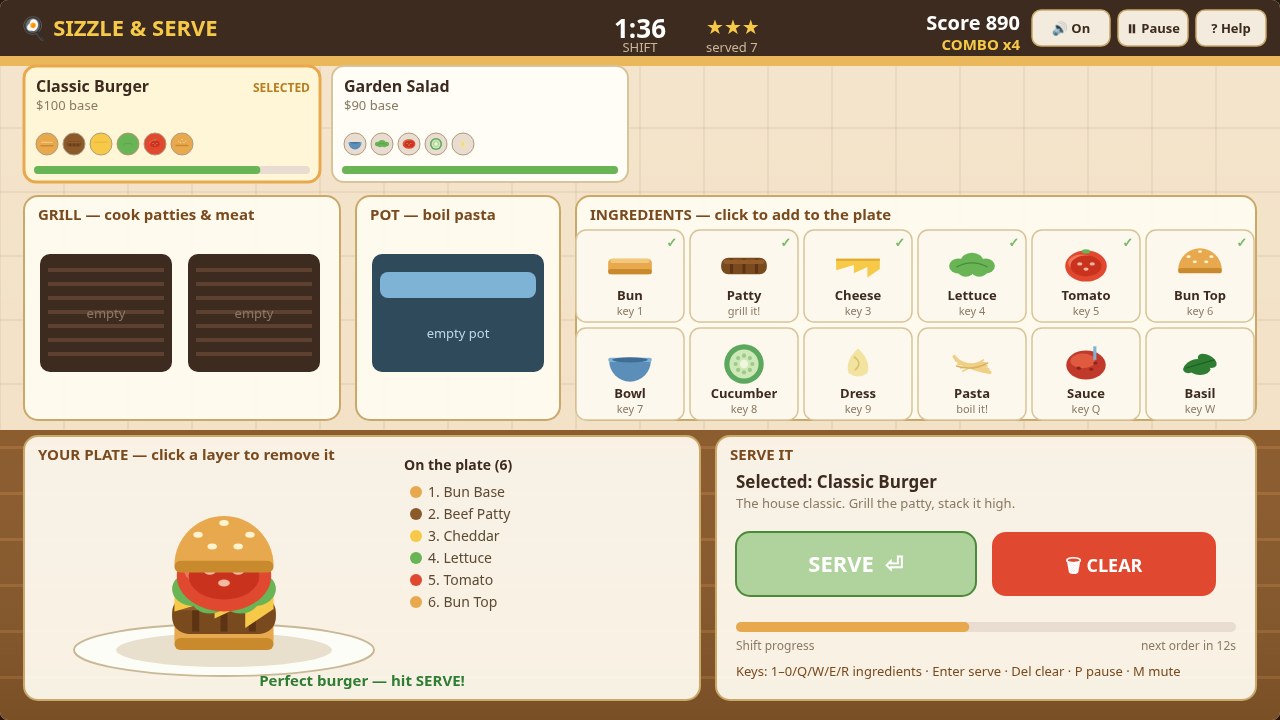 🍳 SIZZLE & SERVE
1:36
SHIFT
★★★
served 7
Score 890
COMBO x4
🔊 On
⏸ Pause
? Help
Classic Burger
SELECTED
$100 base
Garden Salad
$90 base
GRILL — cook patties & meat
empty
empty
POT — boil pasta
empty pot
INGREDIENTS — click to add to the plate
✓ ✓ ✓ ✓ ✓ ✓
Bun
key 1
Patty
grill it!
Cheese
key 3
Lettuce
key 4
Tomato
key 5
Bun Top
key 6
Bowl
key 7
Cucumber
key 8
Dress
key 9
Pasta
boil it!
Sauce
key Q
Basil
key W
YOUR PLATE — click a layer to remove it
On the plate (6)
1. Bun Base
2. Beef Patty
3. Cheddar
4. Lettuce
5. Tomato
6. Bun Top
Perfect burger — hit SERVE!
SERVE IT
Selected: Classic Burger
The house classic. Grill the patty, stack it high.
SERVE ⏎
🗑 CLEAR
Shift progress
next order in 12s
Keys: 1–0/Q/W/E/R ingredients · Enter serve · Del clear · P pause · M mute